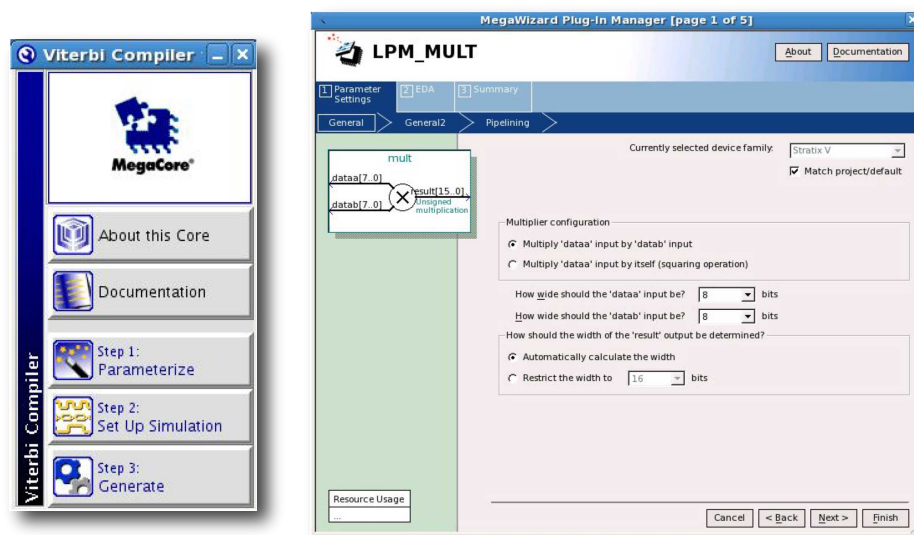 Viterbi Compiler
MegaCore®
About this Core
Documentation
Step 1:
Parameterize
Step 2:
Set Up Simulation
Step 3:
Generate
Viterbi Compiler
MegaWizard Plug-In Manager [page 1 of 5]
LPM_MULT
About
Documentation
1 Parameter Settings
2 EDA
3 Summary
General
General2
Pipelining
Currently selected device family:
Stratix V
Match project/default
mult
dataa[7..0]
result[15..0]
datab[7..0]
Unsigned
multiplication
Multiplier configuration
Multiply 'dataa' input by 'datab' input
Multiply 'dataa' input by itself (squaring operation)
How wide should the 'dataa' input be? 8 bits
How wide should the 'datab' input be? 8 bits
How should the width of the 'result' output be determined?
Automatically calculate the width
Restrict the width to 16 bits
Resource Usage
...
Cancel
< Back
Next >
Finish